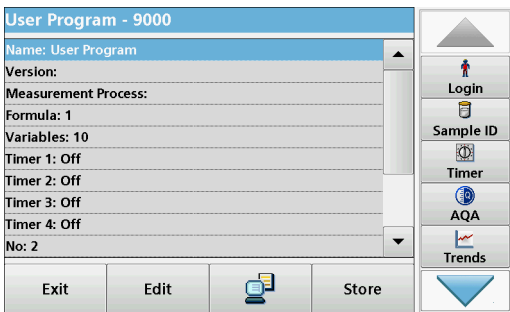 User Program - 9000
Name: User Program
Version:
Measurement Process:
Formula: 1
Variables: 10
Timer 1: Off
Timer 2: Off
Timer 3: Off
Timer 4: Off
No: 2
Exit
Edit
Store
Login
Sample ID
Timer
AQA
Trends